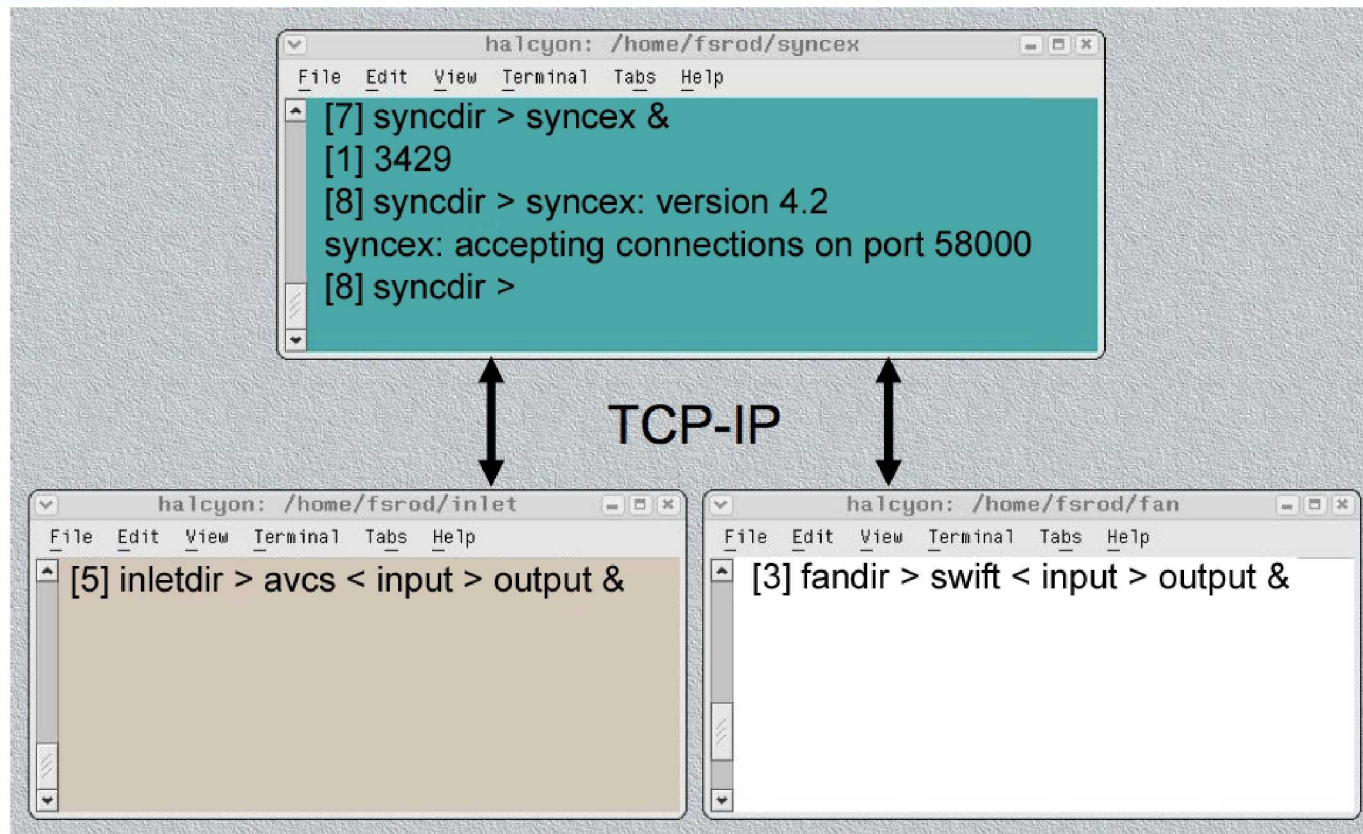 halcyon: /home/fsrod/syncex
File Edit View Terminal Tabs Help
[7] syncdir > syncex &
[1] 3429
[8] syncdir > syncex: version 4.2
syncex: accepting connections on port 58000
[8] syncdir >
TCP-IP
halcyon: /home/fsrod/inlet
File Edit View Terminal Tabs Help
[5] inletdir > avcs < input > output &
halcyon: /home/fsrod/fan
File Edit View Terminal Tabs Help
[3] fandir > swift < input > output &